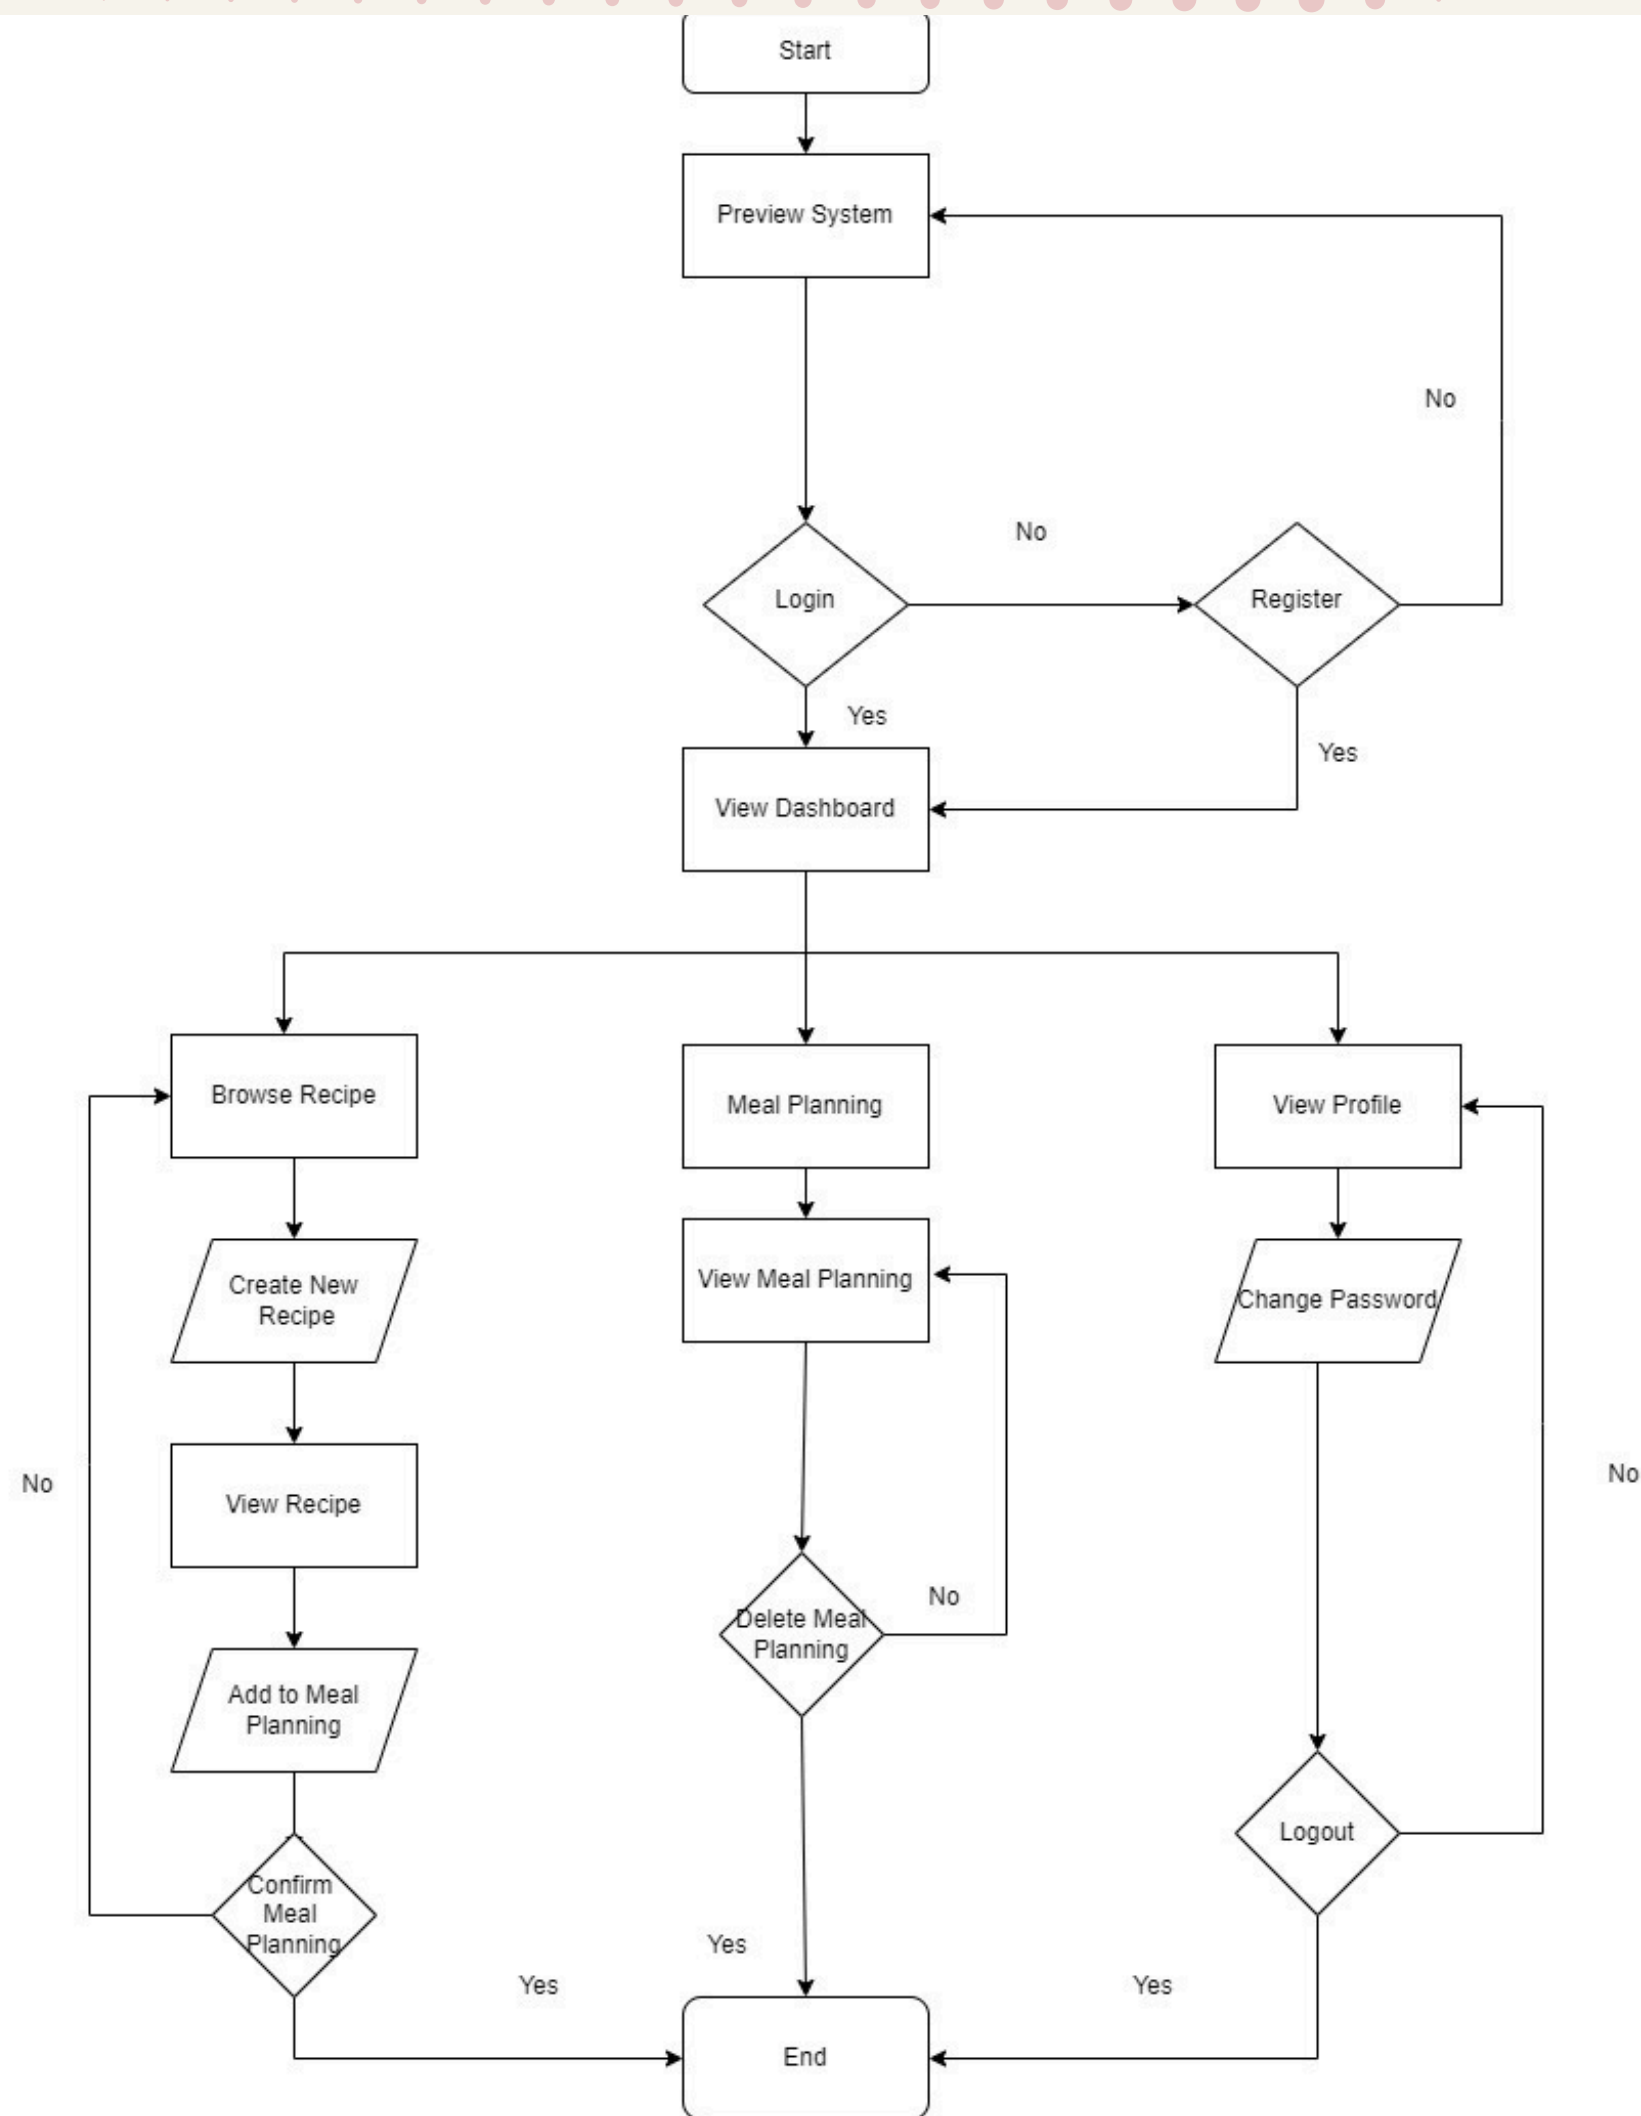 Start
Preview System
No
No
Login
Register
Yes
Yes
View Dashboard
Browse Recipe
Meal Planning
View Profile
Create New
Recipe
View Meal Planning
Change Password
No
View Recipe
No
No
Delete Meal
Planning
Add to Meal
Planning
Logout
Confirm
Meal
Planning
Yes
Yes
Yes
End